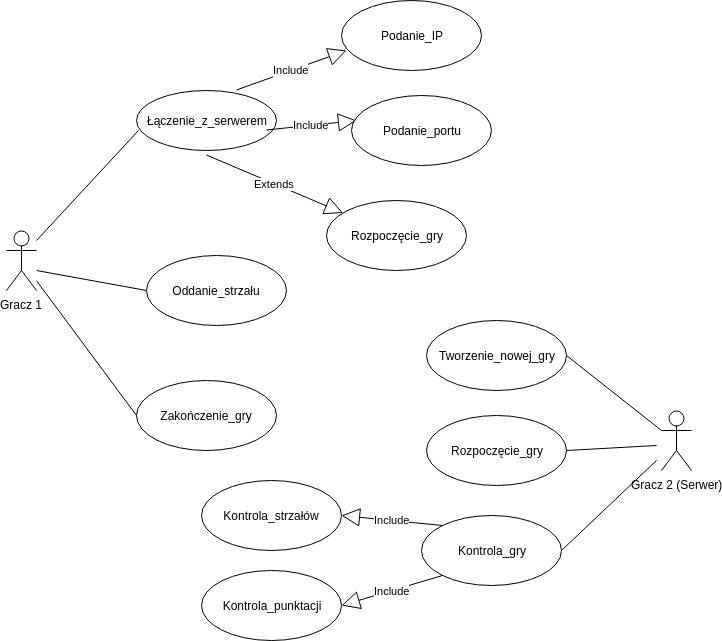 Podanie_IP
Include
Łączenie_z_serwerem
Include
Podanie_portu
Extends
Rozpoczęcie_gry
Gracz 1
Oddanie_strzału
Tworzenie_nowej_gry
Zakończenie_gry
Rozpoczęcie_gry
Gracz 2 (Serwer)
Kontrola_strzałów
Include
Kontrola_gry
Include
Kontrola_punktacji